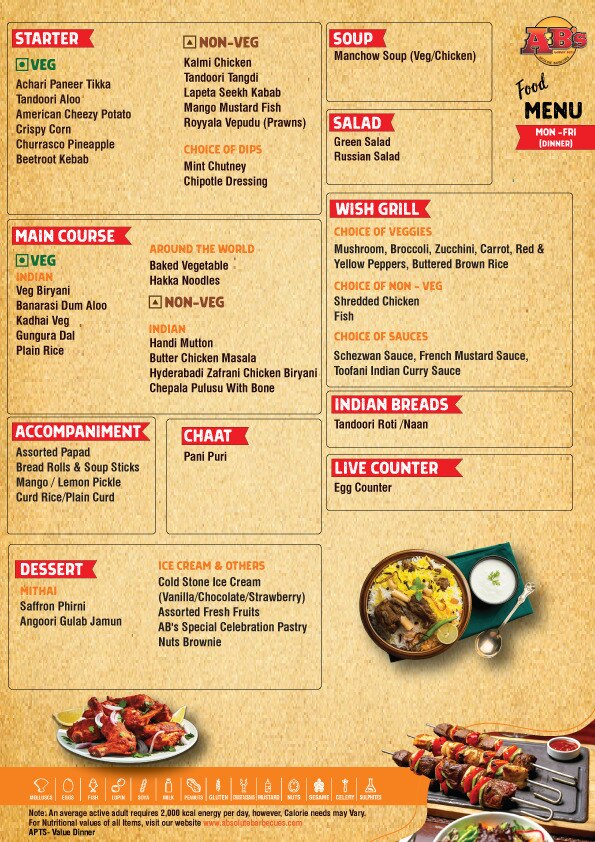 STARTER
VEG
Achari Paneer Tikka
Tandoori Aloo
American Cheezy Potato
Crispy Corn
Churrasco Pineapple
Beetroot Kebab
NON-VEG
Kalmi Chicken
Tandoori Tangdi
Lapeta Seekh Kabab
Mango Mustard Fish
Royyala Vepudu (Prawns)
CHOICE OF DIPS
Mint Chutney
Chipotle Dressing
SOUP
Manchow Soup (Veg/Chicken)
SALAD
Green Salad
Russian Salad
AB's
Food
MENU
MON -FRI
(DINNER)
MAIN COURSE
VEG
INDIAN
Veg Biryani
Banarasi Dum Aloo
Kadhai Veg
Gungura Dal
Plain Rice
AROUND THE WORLD
Baked Vegetable
Hakka Noodles
NON-VEG
INDIAN
Handi Mutton
Butter Chicken Masala
Hyderabadi Zafrani Chicken Biryani
Chepala Pulusu With Bone
WISH GRILL
CHOICE OF VEGGIES
Mushroom, Broccoli, Zucchini, Carrot, Red &
Yellow Peppers, Buttered Brown Rice
CHOICE OF NON - VEG
Shredded Chicken
Fish
CHOICE OF SAUCES
Schezwan Sauce, French Mustard Sauce,
Toofani Indian Curry Sauce
ACCOMPANIMENT
Assorted Papad
Bread Rolls & Soup Sticks
Mango / Lemon Pickle
Curd Rice/Plain Curd
CHAAT
Pani Puri
INDIAN BREADS
Tandoori Roti /Naan
LIVE COUNTER
Egg Counter
DESSERT
MITHAI
Saffron Phirni
Angoori Gulab Jamun
ICE CREAM & OTHERS
Cold Stone Ice Cream
(Vanilla/Chocolate/Strawberry)
Assorted Fresh Fruits
AB's Special Celebration Pastry
Nuts Brownie
MOLLUSCS EGGS FISH LUPIN SOYA MILK PEANUTS GLUTEN CRUSTACEAN MUSTARD NUTS SESAME CELERY SULPHITES
Note: An average active adult requires 2,000 kcal energy per day, however, Calorie needs may Vary.
For Nutritional values of all Items, visit our website www.absolutebarbecues.com
APTS- Value Dinner